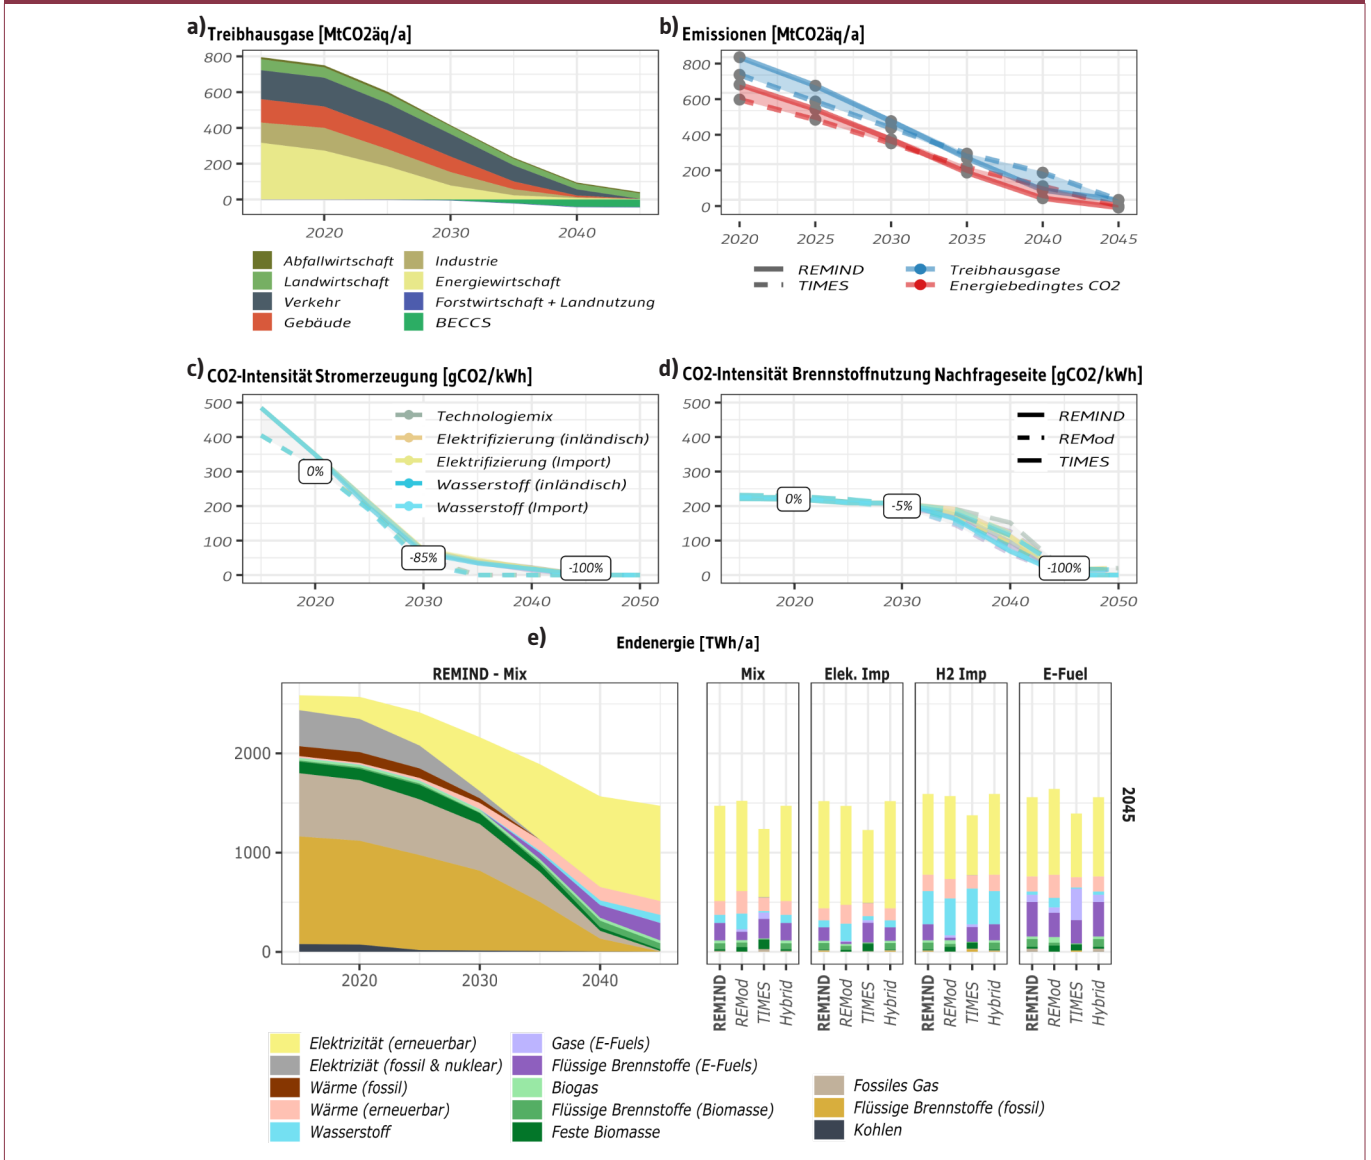 a) Treibhausgase [MtCO2äq/a]
800
600
400
200
0
2020 2030 2040
Abfallwirtschaft
Landwirtschaft
Verkehr
Gebäude
Industrie
Energiewirtschaft
Forstwirtschaft + Landnutzung
BECCS
b) Emissionen [MtCO2äq/a]
800
600
400
200
0
2020 2025 2030 2035 2040 2045
REMIND
TIMES
Treibhausgase
Energiebedingtes CO2
c) CO2-Intensität Stromerzeugung [gCO2/kWh]
500
400
300
200
100
0
Technologiemix
Elektrifizierung (inländisch)
Elektrifizierung (Import)
Wasserstoff (inländisch)
Wasserstoff (Import)
0%
-85%
-100%
2020 2030 2040 2050
d) CO2-Intensität Brennstoffnutzung Nachfrageseite [gCO2/kWh]
500
400
300
200
100
0
REMIND
REMod
TIMES
0%
-5%
-100%
2020 2030 2040 2050
e) Endenergie [TWh/a]
REMIND - Mix
2000
1000
0
2020 2030 2040
Mix Elek. Imp H2 Imp E-Fuel
2045
REMIND REMod TIMES Hybrid
REMIND REMod TIMES Hybrid
REMIND REMod TIMES Hybrid
REMIND REMod TIMES Hybrid
Elektrizität (erneuerbar)
Elektriziät (fossil & nuklear)
Wärme (fossil)
Wärme (erneuerbar)
Wasserstoff
Gase (E-Fuels)
Flüssige Brennstoffe (E-Fuels)
Biogas
Flüssige Brennstoffe (Biomasse)
Feste Biomasse
Fossiles Gas
Flüssige Brennstoffe (fossil)
Kohlen